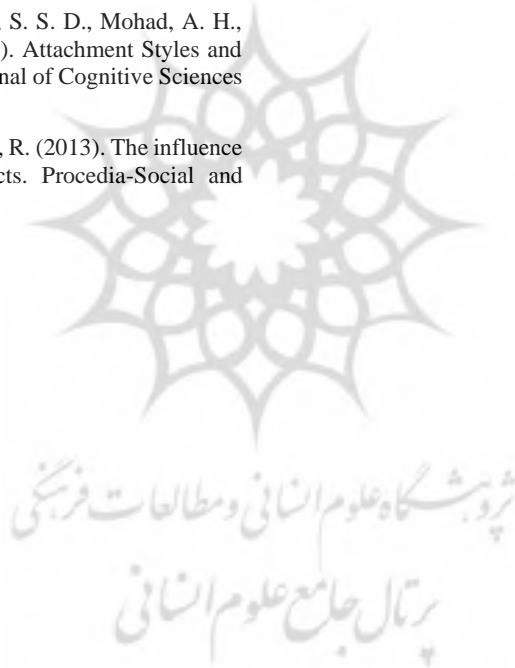 , S. S. D., Mohad, A. H.,
). Attachment Styles and
nal of Cognitive Sciences
, R. (2013). The influence
cts. Procedia-Social and
پژوهشگاه علوم انسانی و مطالعات فرهنگی
پرتال جامع علوم انسانی